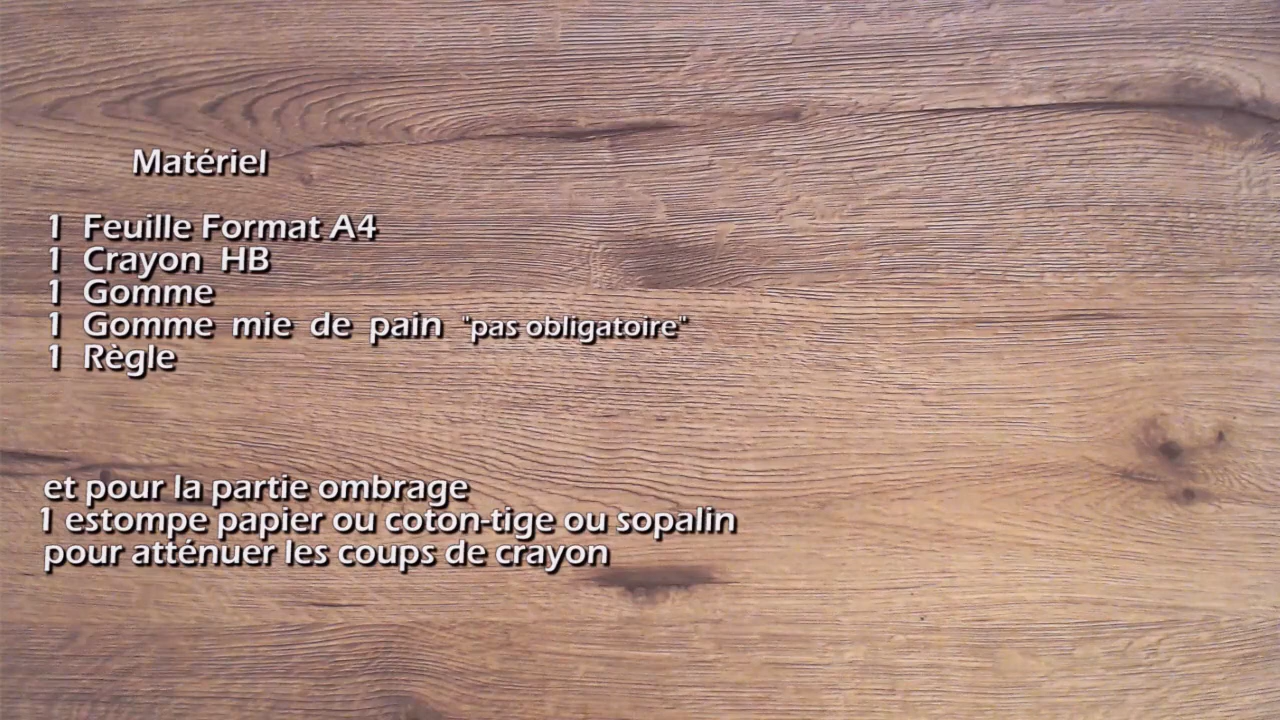 Matériel
1 Feuille Format A4
1 Crayon HB
1 Gomme
1 Gomme mie de pain "pas obligatoire"
1 Règle
et pour la partie ombrage
1 estompe papier ou coton-tige ou sopalin
pour atténuer les coups de crayon